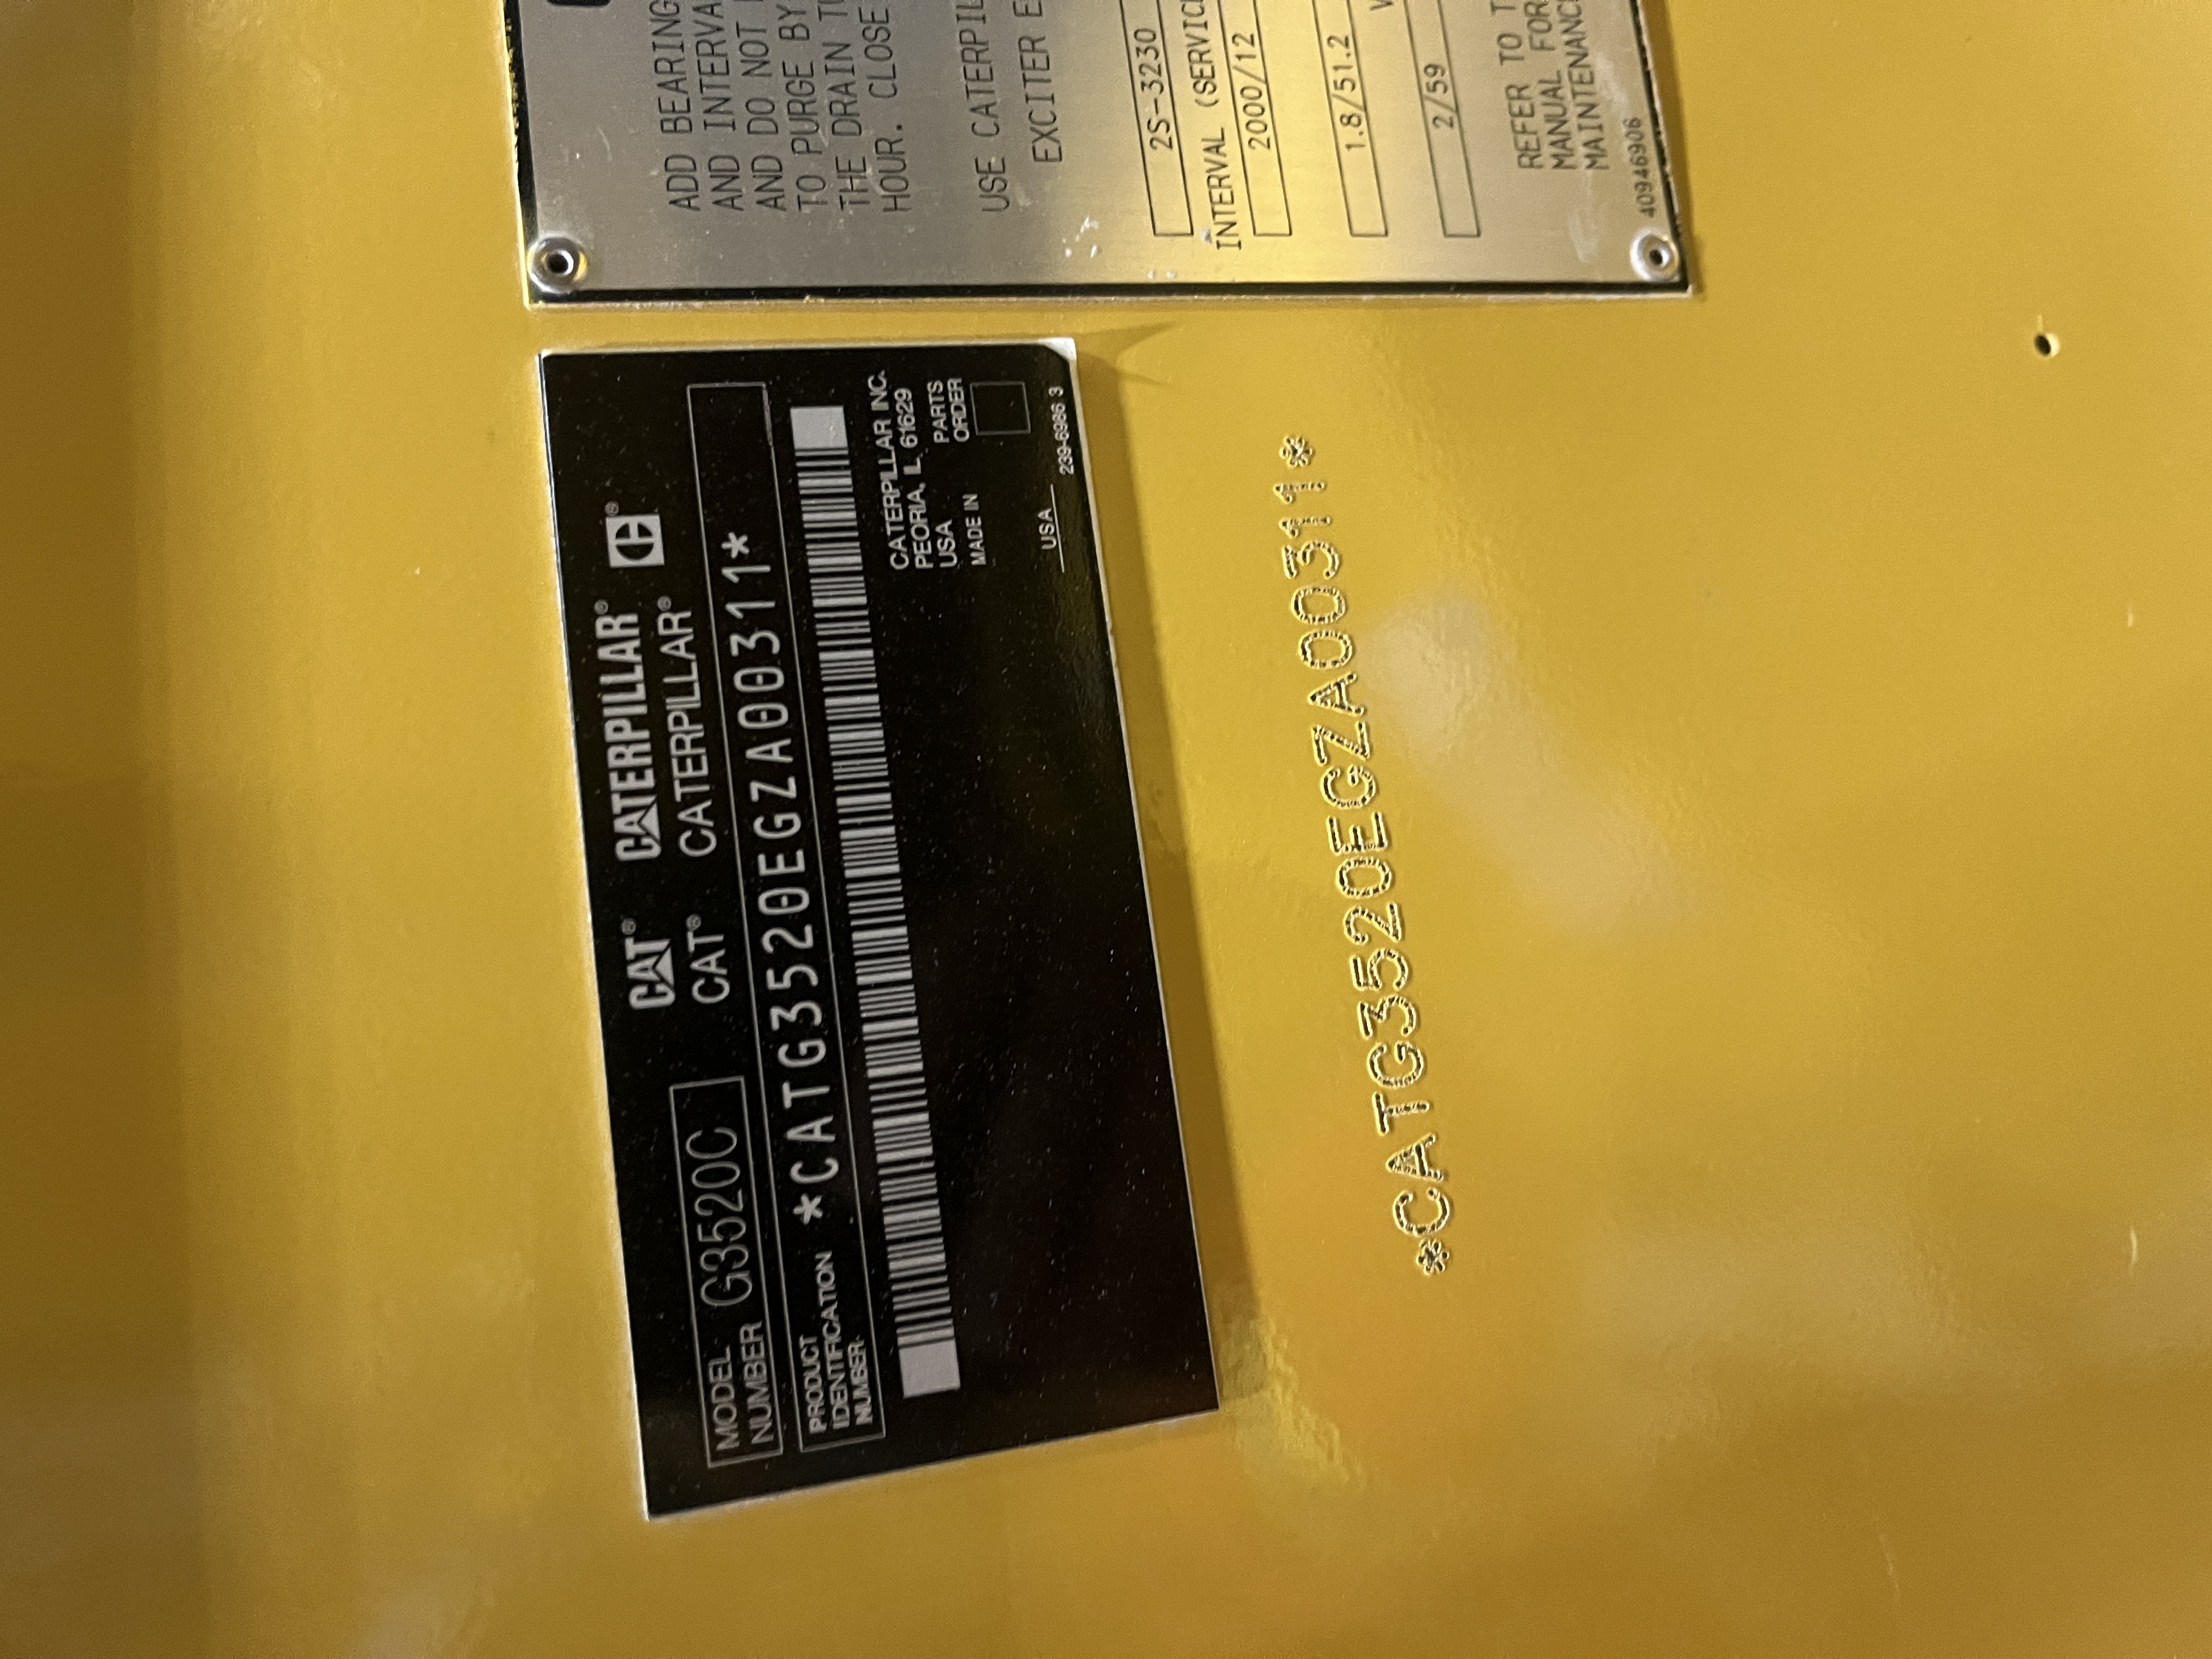 ADD BEARING
AND INTERVA
AND DO NOT
TO PURGE BY
THE DRAIN
HOUR. CLOSE
USE CATERPIL
EXCITER
2S-3230
INTERVAL (SERVIC
2000/12
1.8/51.2
2/59
REFER TO T
MANUAL FOR
MAINTENANC
40946906
CAT® CATERPILLAR® C®
MODEL NUMBER G3520C
CAT® CATERPILLAR®
PRODUCT IDENTIFICATION NUMBER *CATG3520EGZA00311*
CATERPILLAR INC.
PEORIA, IL 61629
USA
PARTS ORDER
MADE IN
USA
239-6986 3
*CATG3520EGZA00311*